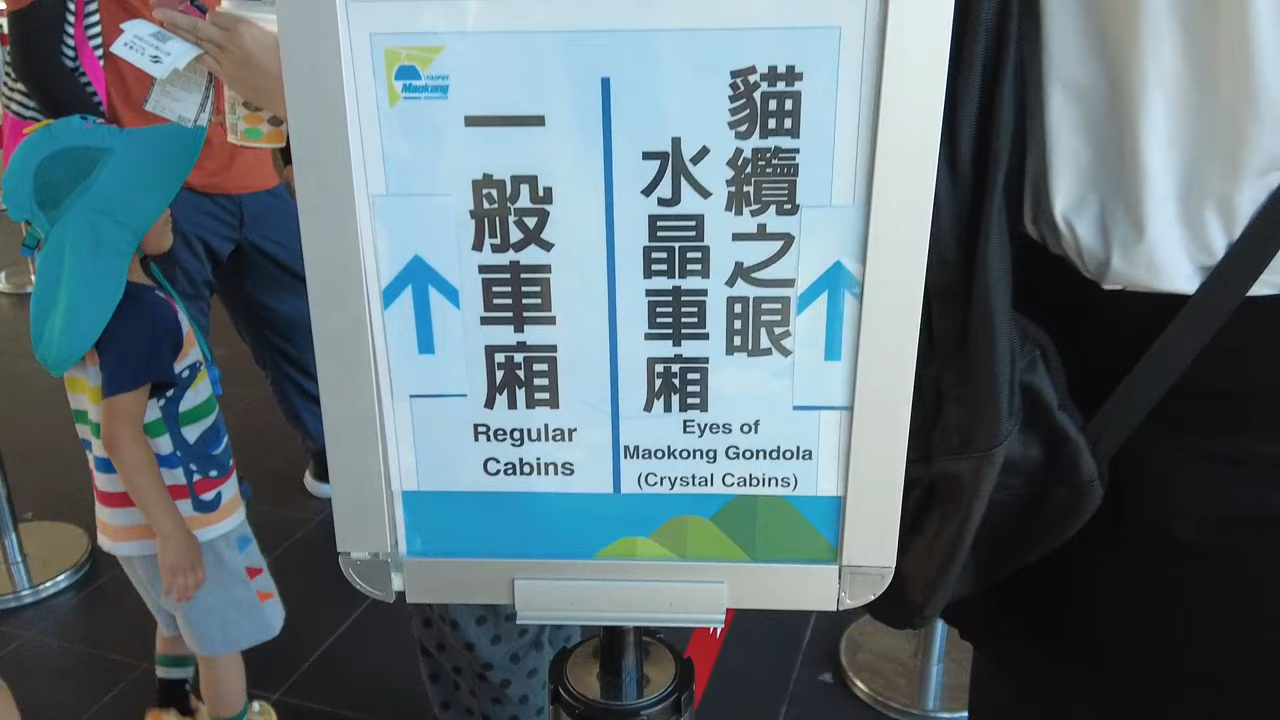 TAIPEI
Maokong
一般車廂
Regular
Cabins
貓纜之眼
水晶車廂
Eyes of
Maokong Gondola
(Crystal Cabins)